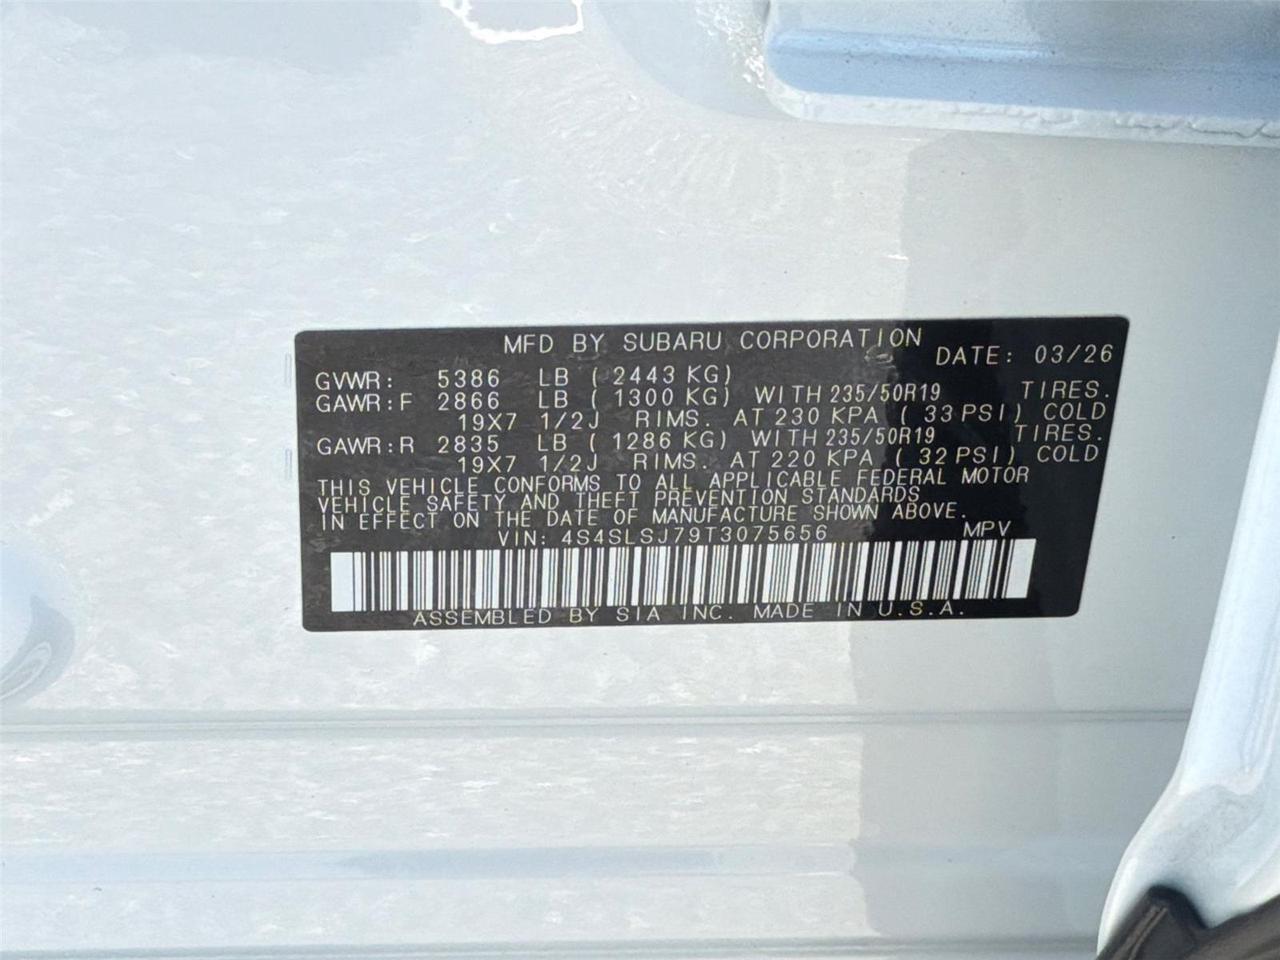 MFD BY SUBARU CORPORATION DATE: 03/26
GVWR: 5386 LB ( 2443 KG)
GAWR:F 2866 LB ( 1300 KG) WITH 235/50R19 TIRES.
19X7 1/2J RIMS. AT 230 KPA ( 33 PSI) COLD
GAWR:R 2835 LB ( 1286 KG) WITH 235/50R19 TIRES.
19X7 1/2J RIMS. AT 220 KPA ( 32 PSI) COLD
THIS VEHICLE CONFORMS TO ALL APPLICABLE FEDERAL MOTOR
VEHICLE SAFETY AND THEFT PREVENTION STANDARDS
IN EFFECT ON THE DATE OF MANUFACTURE SHOWN ABOVE.
VIN: 4S4SLSJ79T3075656 MPV
ASSEMBLED BY SIA INC. MADE IN U.S.A.